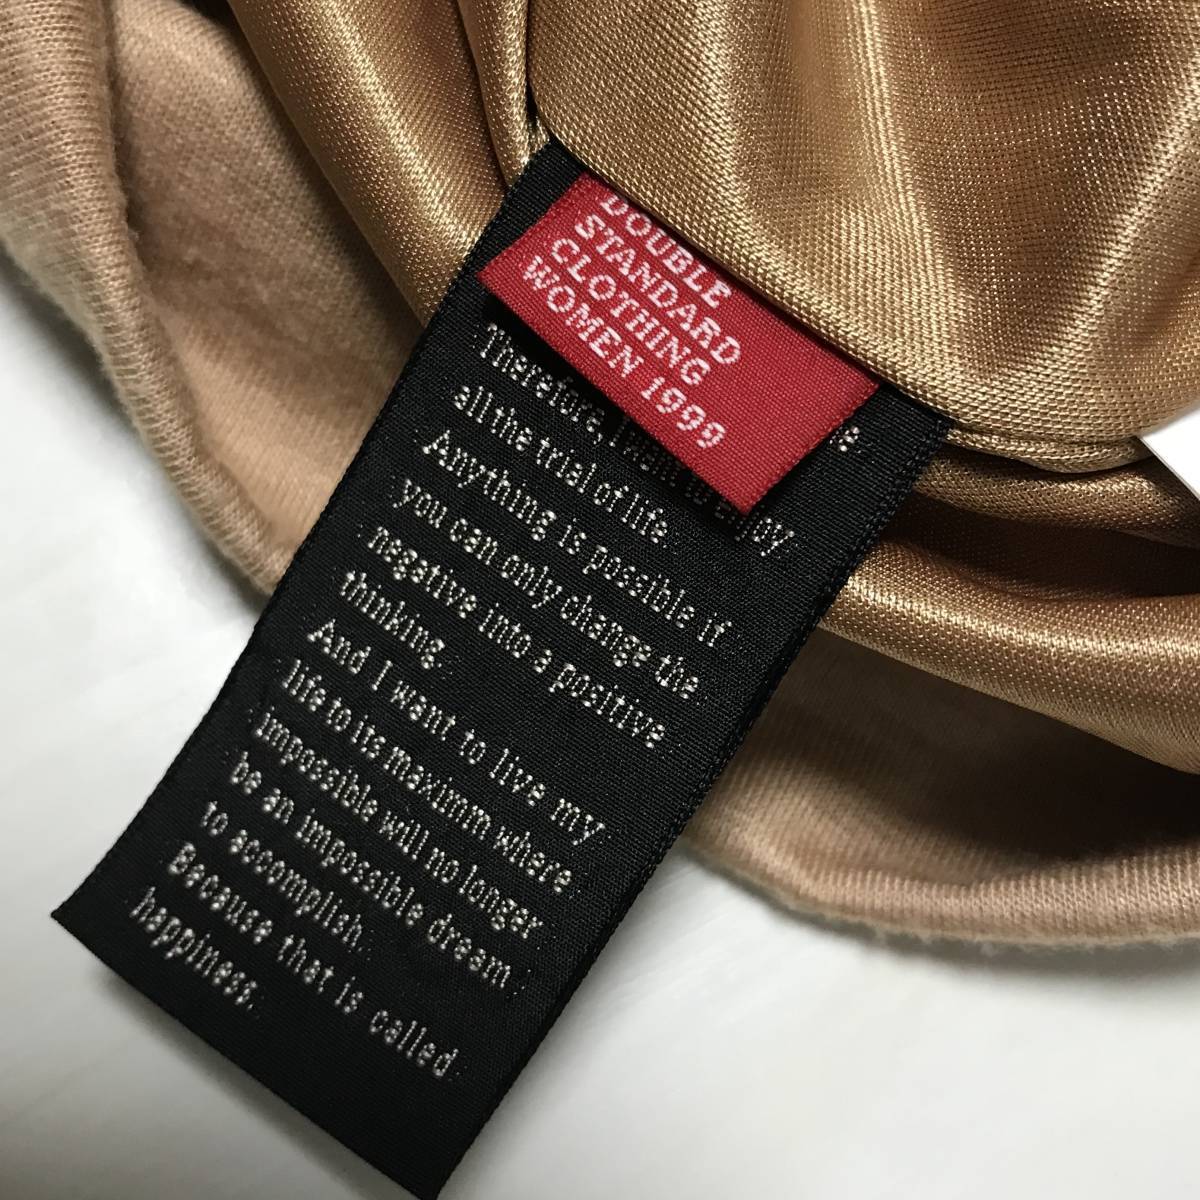 DOUBLE
STANDARD
CLOTHING
WOMEN 1999
Therefore, I
all the trial of life.
Anything is possible if
you can only change the
negative into a positive
thinking.
And I want to live my
life to its maximum where
impossible will no longer
be an impossible dream
to accomplish.
Because that is called
happiness.